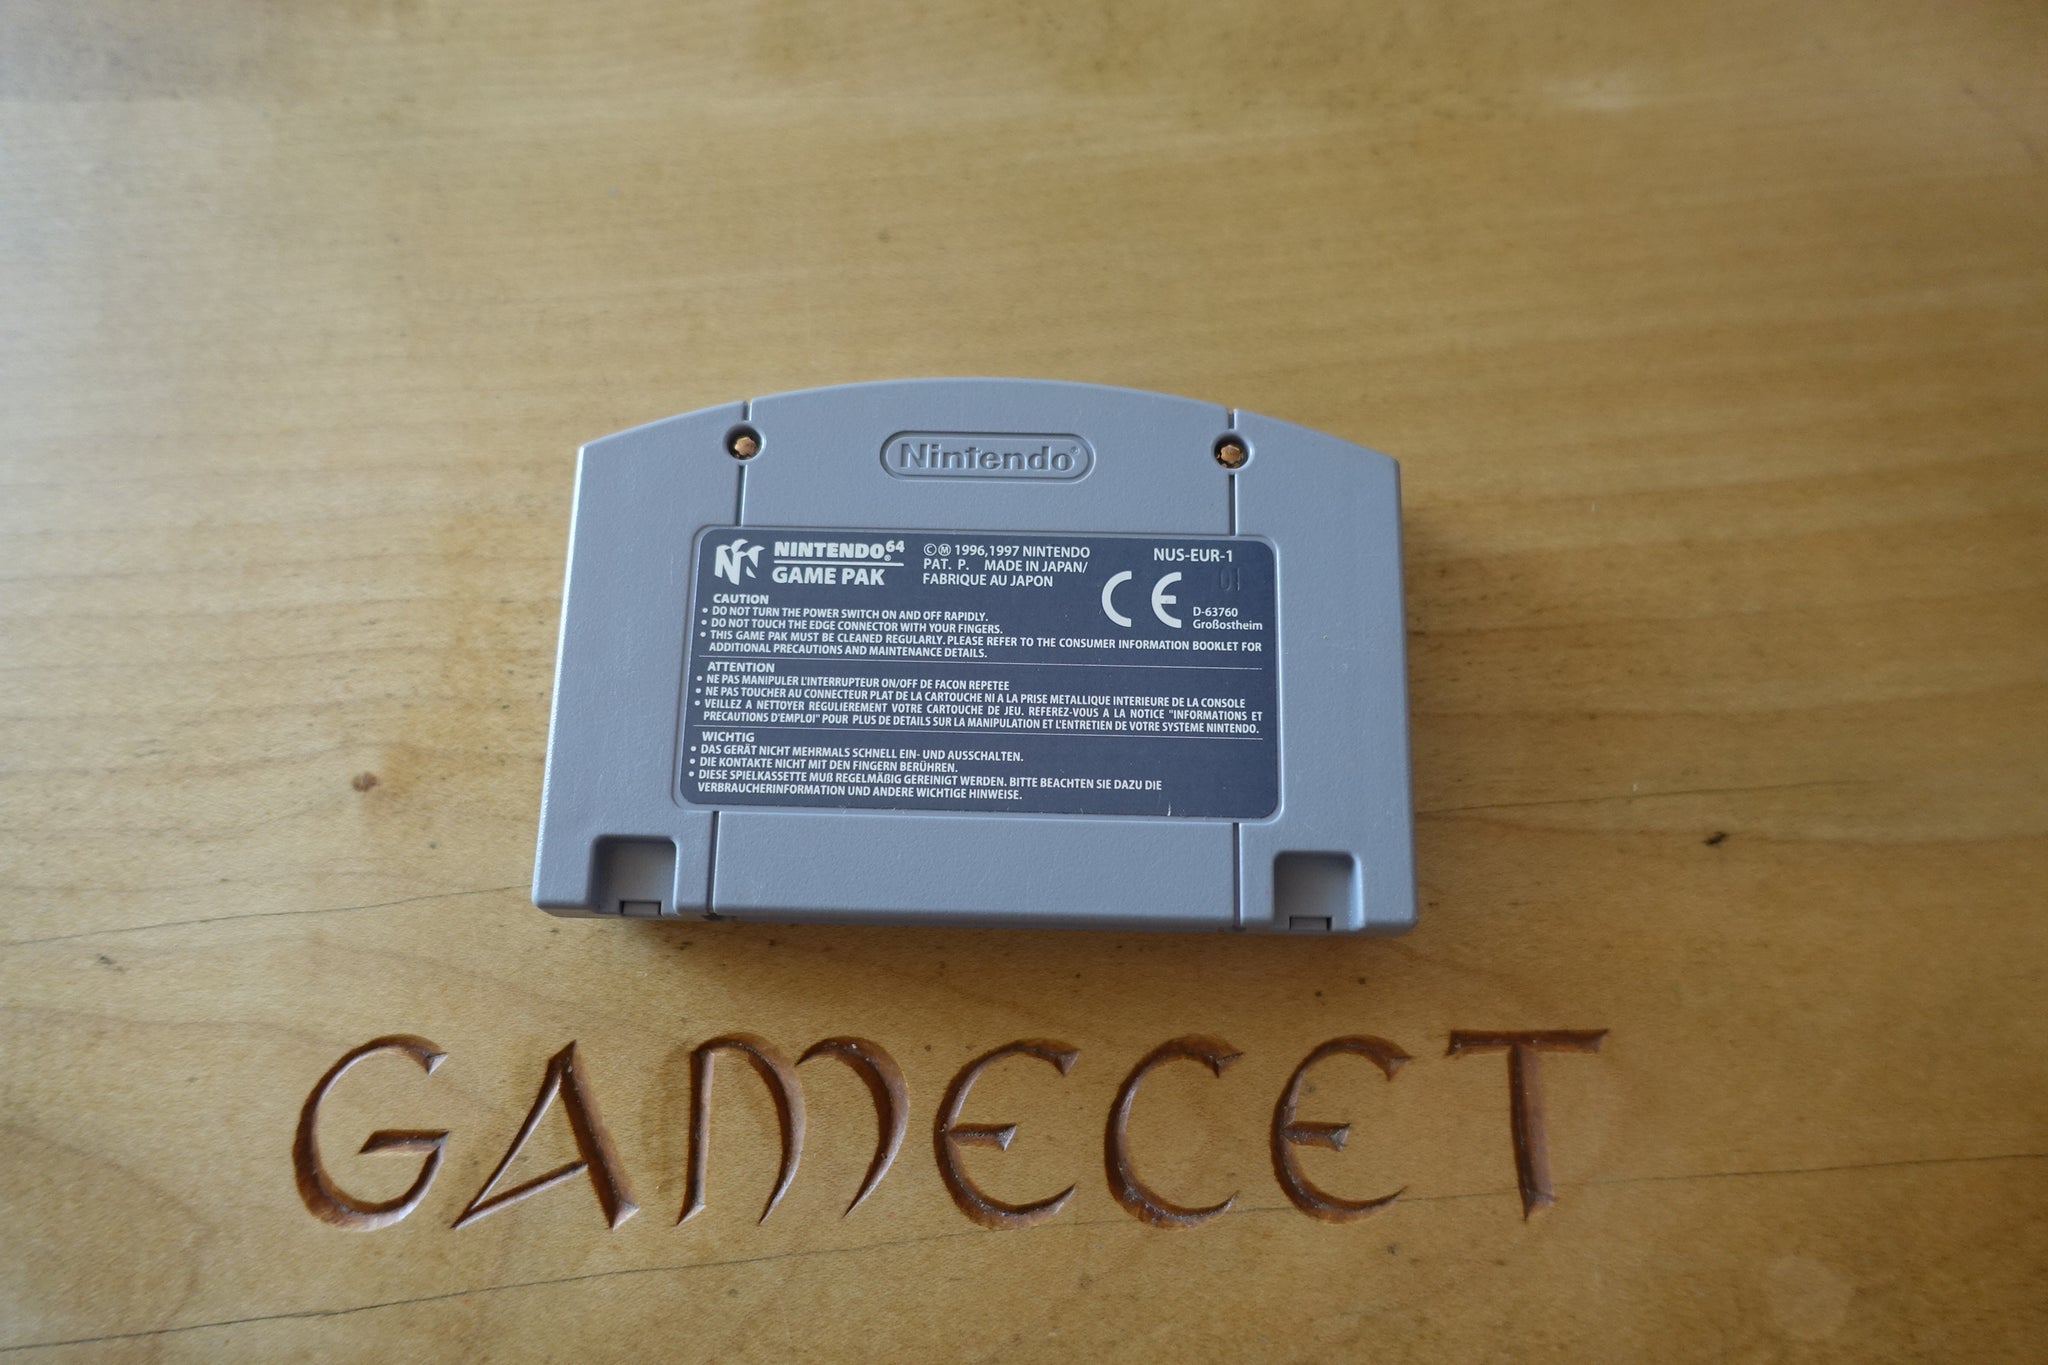 Nintendo®
NINTENDO64®
GAME PAK
©Ⓜ 1996,1997 NINTENDO
PAT. P. MADE IN JAPAN/
FABRIQUE AU JAPON
NUS-EUR-1
01
CE
D-63760
Großostheim
CAUTION
• DO NOT TURN THE POWER SWITCH ON AND OFF RAPIDLY.
• DO NOT TOUCH THE EDGE CONNECTOR WITH YOUR FINGERS.
• THIS GAME PAK MUST BE CLEANED REGULARLY. PLEASE REFER TO THE CONSUMER INFORMATION BOOKLET FOR
ADDITIONAL PRECAUTIONS AND MAINTENANCE DETAILS.
ATTENTION
• NE PAS MANIPULER L'INTERRUPTEUR ON/OFF DE FACON REPETEE
• NE PAS TOUCHER AU CONNECTEUR PLAT DE LA CARTOUCHE NI A LA PRISE METALLIQUE INTERIEURE DE LA CONSOLE
• VEILLEZ A NETTOYER REGULIEREMENT VOTRE CARTOUCHE DE JEU. REFEREZ-VOUS A LA NOTICE "INFORMATIONS ET
PRECAUTIONS D'EMPLOI" POUR PLUS DE DETAILS SUR LA MANIPULATION ET L'ENTRETIEN DE VOTRE SYSTEME NINTENDO.
WICHTIG
• DAS GERÄT NICHT MEHRMALS SCHNELL EIN- UND AUSSCHALTEN.
• DIE KONTAKTE NICHT MIT DEN FINGERN BERÜHREN.
• DIESE SPIELKASSETTE MUß REGELMÄßIG GEREINIGT WERDEN. BITTE BEACHTEN SIE DAZU DIE
VERBRAUCHERINFORMATION UND ANDERE WICHTIGE HINWEISE.
GAMECET